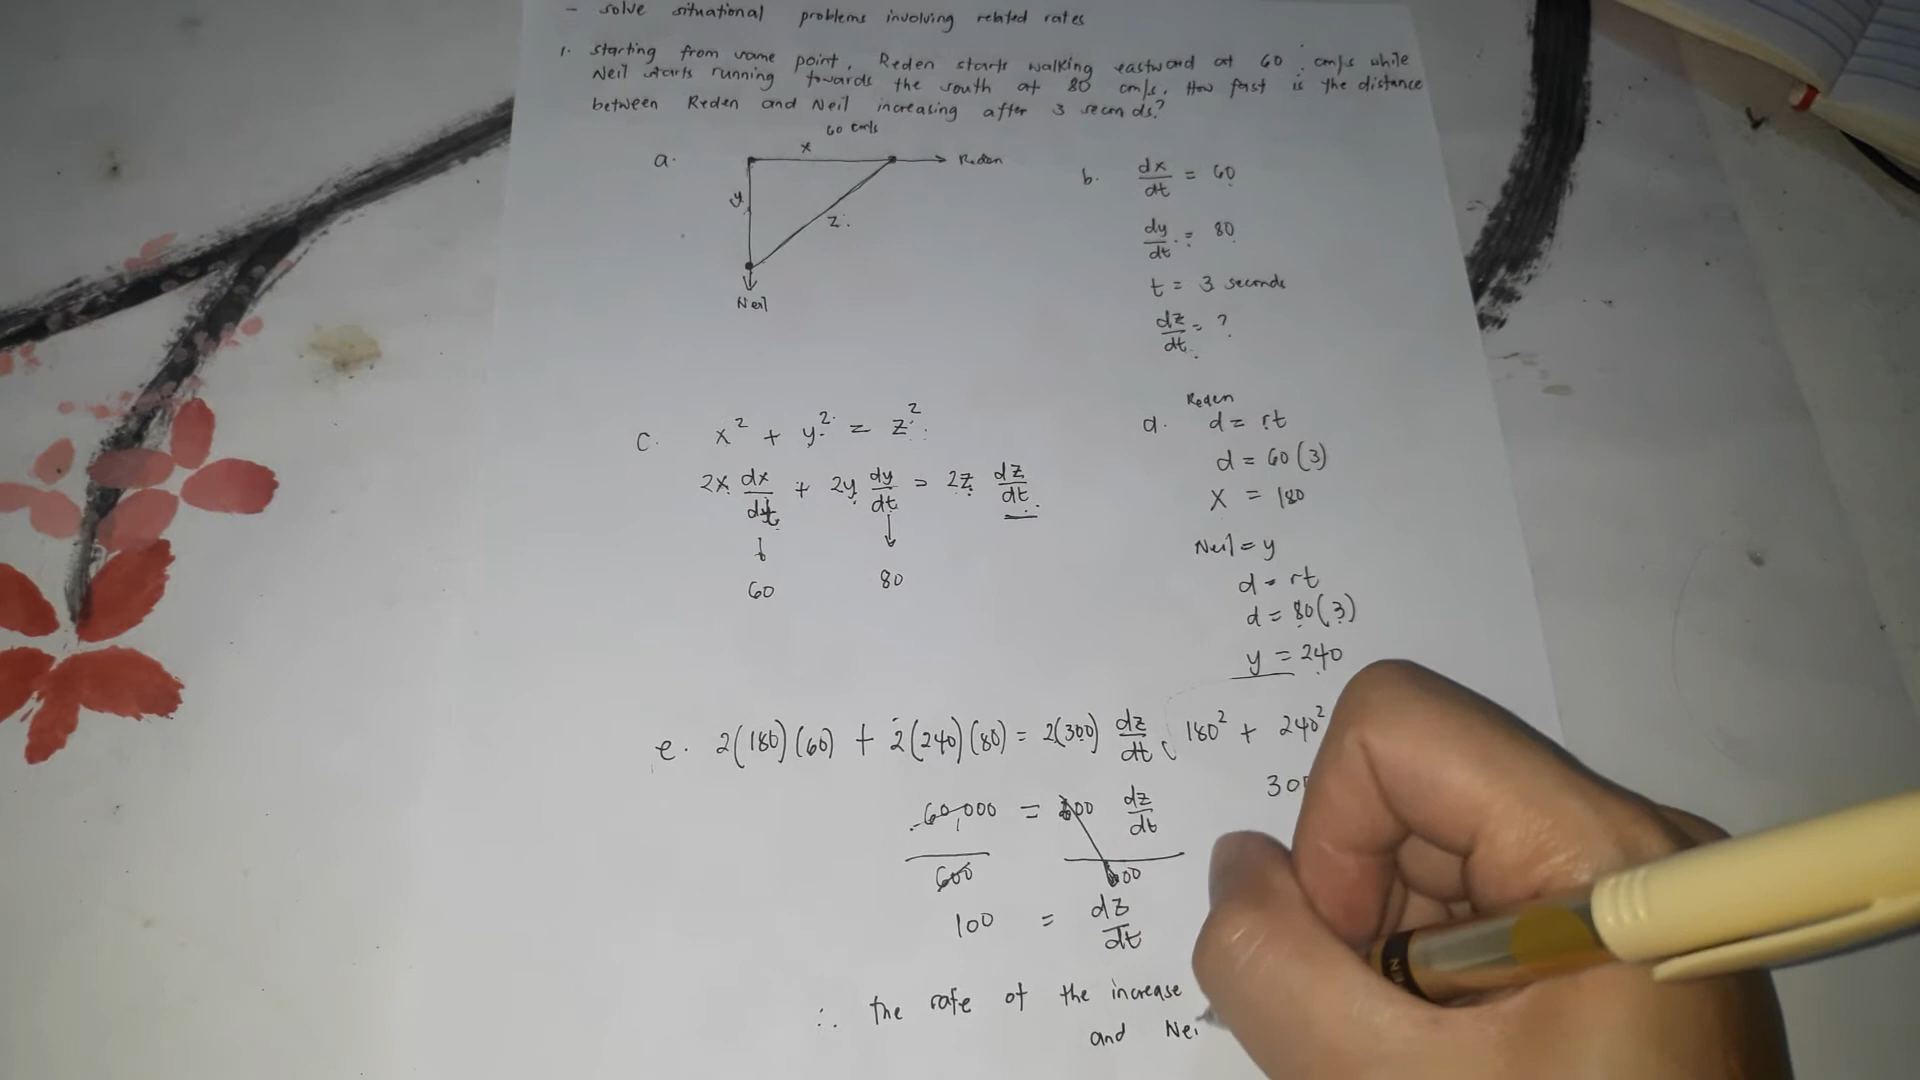 - solve situational problems involving related rates
1. starting from same point, Reden starts walking eastward at 60 cm/s while
Neil starts running towards the south at 80 cm/s. How fast is the distance
between Reden and Neil increasing after 3 seconds?
60 cm/s
a.
x
Reden
y
z
Neil
b. dx/dt = 60
dy/dt = 80
t = 3 seconds
dz/dt = ?
c. x² + y² = z²
2x dx/dt + 2y dy/dt = 2z dz/dt
60
80
Reden
d. d = rt
d = 60(3)
x = 180
Neil = y
d = rt
d = 80(3)
y = 240
e. 2(180)(60) + 2(240)(80) = 2(300) dz/dt
180² + 240²
60,000 = 600 dz/dt
600
600
100 = dz/dt
∴ the rate of the increase
and